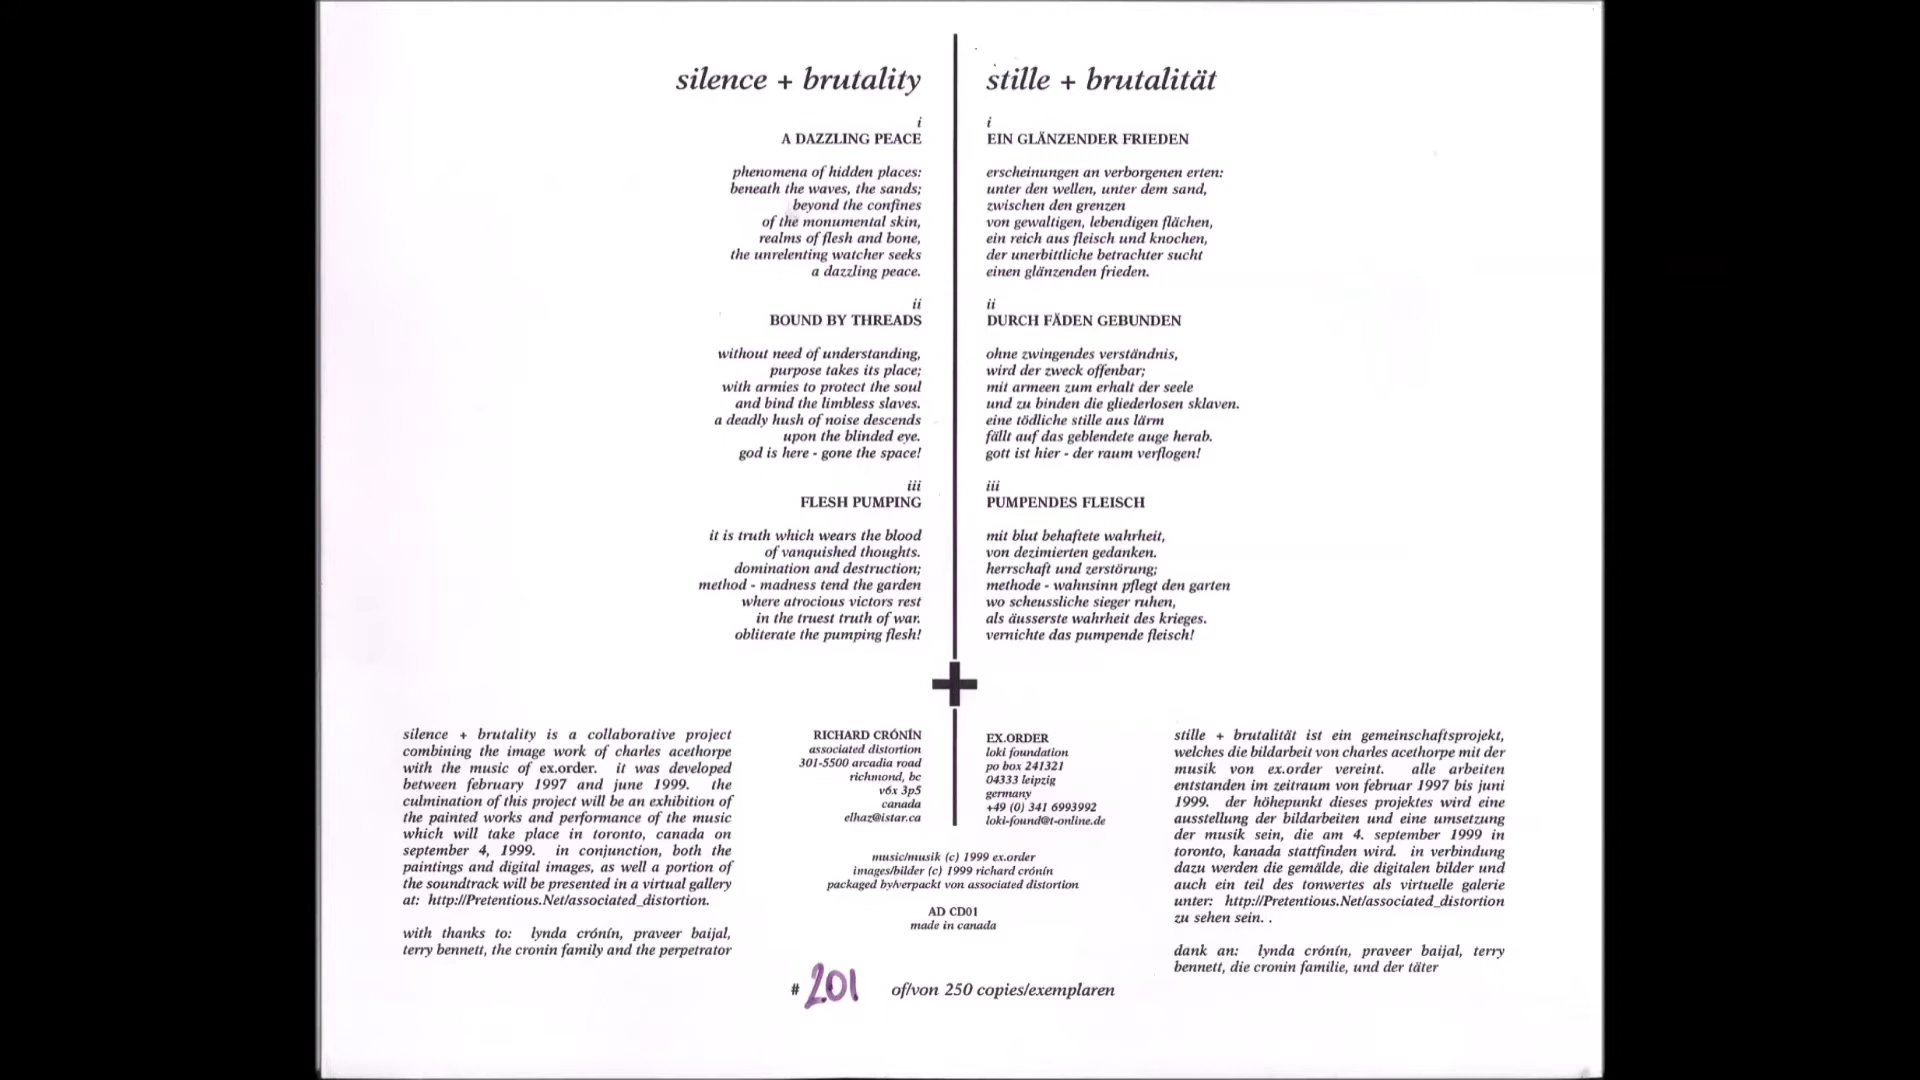 silence + brutality
i
A DAZZLING PEACE
phenomena of hidden places:
beneath the waves, the sands;
beyond the confines
of the monumental skin,
realms of flesh and bone,
the unrelenting watcher seeks
a dazzling peace.
ii
BOUND BY THREADS
without need of understanding,
purpose takes its place;
with armies to protect the soul
and bind the limbless slaves.
a deadly hush of noise descends
upon the blinded eye.
god is here - gone the space!
iii
FLESH PUMPING
it is truth which wears the blood
of vanquished thoughts.
domination and destruction;
method - madness tend the garden
where atrocious victors rest
in the truest truth of war.
obliterate the pumping flesh!
stille + brutalität
i
EIN GLÄNZENDER FRIEDEN
erscheinungen an verborgenen erten:
unter den wellen, unter dem sand,
zwischen den grenzen
von gewaltigen, lebendigen flächen,
ein reich aus fleisch und knochen,
der unerbittliche betrachter sucht
einen glänzenden frieden.
ii
DURCH FÄDEN GEBUNDEN
ohne zwingendes verständnis,
wird der zweck offenbar;
mit armeen zum erhalt der seele
und zu binden die gliederlosen sklaven.
eine tödliche stille aus lärm
fällt auf das geblendete auge herab.
gott ist hier - der raum verflogen!
iii
PUMPENDES FLEISCH
mit blut behaftete wahrheit,
von dezimierten gedanken.
herrschaft und zerstörung;
methode - wahnsinn pflegt den garten
wo scheussliche sieger ruhen,
als äusserste wahrheit des krieges.
vernichte das pumpende fleisch!
silence + brutality is a collaborative project
combining the image work of charles acethorpe
with the music of ex.order. it was developed
between february 1997 and june 1999. the
culmination of this project will be an exhibition of
the painted works and performance of the music
which will take place in toronto, canada on
september 4, 1999. in conjunction, both the
paintings and digital images, as well a portion of
the soundtrack will be presented in a virtual gallery
at: http://Pretentious.Net/associated_distortion.
with thanks to: lynda crónín, praveer baijal,
terry bennett, the cronin family and the perpetrator
RICHARD CRÓNÍN
associated distortion
301-5500 arcadia road
richmond, bc
v6x 3p5
canada
elhaz@istar.ca
EX.ORDER
loki foundation
po box 241321
04333 leipzig
germany
+49 (0) 341 6993992
loki-found@t-online.de
music/musik (c) 1999 ex.order
images/bilder (c) 1999 richard crónín
packaged by/verpackt von associated distortion
AD CD01
made in canada
# 201 of/von 250 copies/exemplaren
stille + brutalität ist ein gemeinschaftsprojekt,
welches die bildarbeit von charles acethorpe mit der
musik von ex.order vereint. alle arbeiten
entstanden im zeitraum von februar 1997 bis juni
1999. der höhepunkt dieses projektes wird eine
ausstellung der bildarbeiten und eine umsetzung
der musik sein, die am 4. september 1999 in
toronto, kanada stattfinden wird. in verbindung
dazu werden die gemälde, die digitalen bilder und
auch ein teil des tonwertes als virtuelle galerie
unter: http://Pretentious.Net/associated_distortion
zu sehen sein. .
dank an: lynda crónín, praveer baijal, terry
bennett, die cronin familie, und der täter